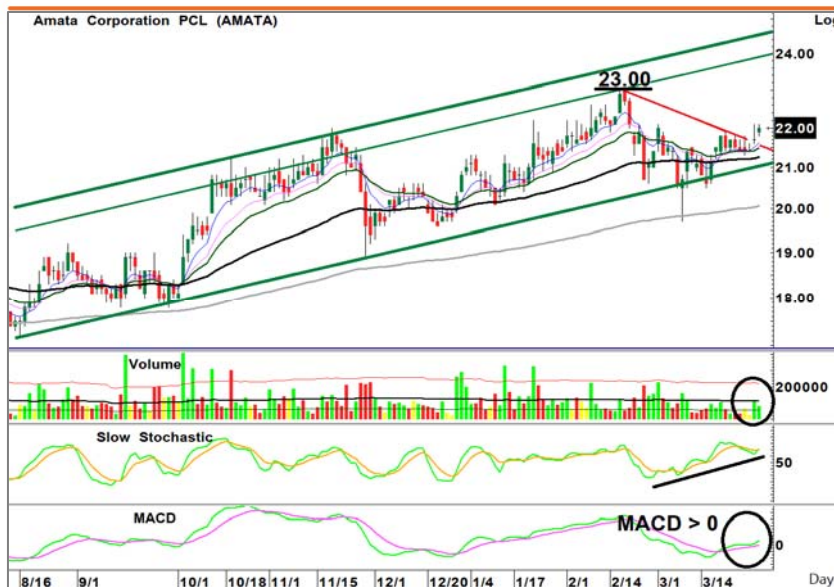 Amata Corporation PCL (AMATA)
Log
24.00
23.00
22.00
21.00
20.00
19.00
18.00
Volume
200000
Slow Stochastic
50
MACD
MACD > 0
0
8/16 9/1 10/1 10/18 11/1 11/15 12/1 12/20 1/4 1/17 2/1 2/14 3/1 3/14 Day